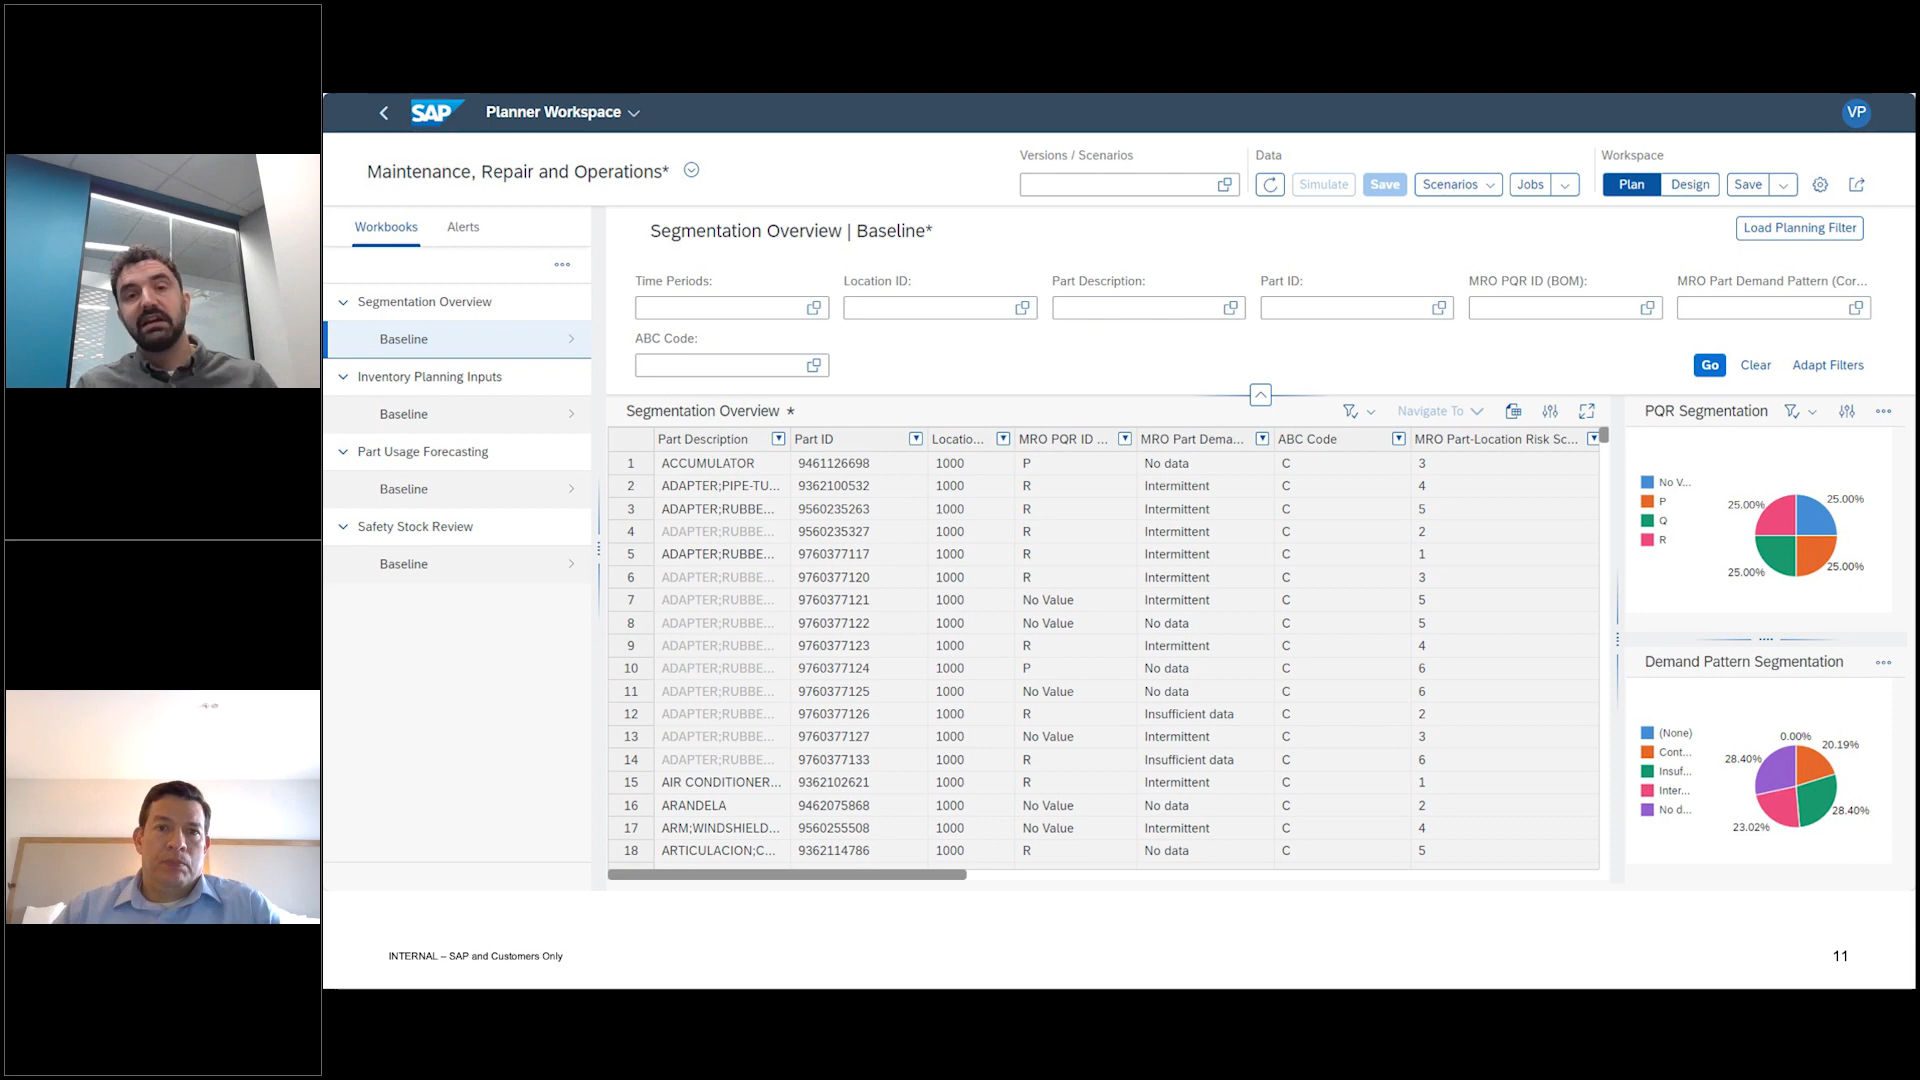 SAP Planner Workspace VP
Maintenance, Repair and Operations*
Versions / Scenarios
Data
Simulate Save Scenarios Jobs
Workspace
Plan Design Save
Workbooks Alerts
Segmentation Overview
Baseline
Inventory Planning Inputs
Baseline
Part Usage Forecasting
Baseline
Safety Stock Review
Baseline
Segmentation Overview | Baseline*
Load Planning Filter
Time Periods: Location ID: Part Description: Part ID: MRO PQR ID (BOM): MRO Part Demand Pattern (Cor...
ABC Code:
Go Clear Adapt Filters
Segmentation Overview *
Navigate To
Part Description Part ID Locatio... MRO PQR ID ... MRO Part Dema... ABC Code MRO Part-Location Risk Sc...
1 ACCUMULATOR 9461126698 1000 P No data C 3
2 ADAPTER;PIPE-TU... 9362100532 1000 R Intermittent C 4
3 ADAPTER;RUBBE... 9560235263 1000 R Intermittent C 5
4 ADAPTER;RUBBE... 9560235327 1000 R Intermittent C 2
5 ADAPTER;RUBBE... 9760377117 1000 R Intermittent C 1
6 ADAPTER;RUBBE... 9760377120 1000 R Intermittent C 3
7 ADAPTER;RUBBE... 9760377121 1000 No Value Intermittent C 5
8 ADAPTER;RUBBE... 9760377122 1000 No Value No data C 5
9 ADAPTER;RUBBE... 9760377123 1000 R Intermittent C 4
10 ADAPTER;RUBBE... 9760377124 1000 P No data C 6
11 ADAPTER;RUBBE... 9760377125 1000 No Value No data C 6
12 ADAPTER;RUBBE... 9760377126 1000 R Insufficient data C 2
13 ADAPTER;RUBBE... 9760377127 1000 No Value Intermittent C 3
14 ADAPTER;RUBBE... 9760377133 1000 R Insufficient data C 6
15 AIR CONDITIONER... 9362102621 1000 R Intermittent C 1
16 ARANDELA 9462075868 1000 No Value No data C 2
17 ARM;WINDSHIELD... 9560255508 1000 No Value Intermittent C 4
18 ARTICULACION;C... 9362114786 1000 R No data C 5
PQR Segmentation
No V...
P
Q
R
25.00% 25.00%
25.00% 25.00%
Demand Pattern Segmentation
(None)
Cont...
Insuf...
Inter...
No d...
0.00%
20.19%
28.40%
28.40%
23.02%
INTERNAL – SAP and Customers Only
11